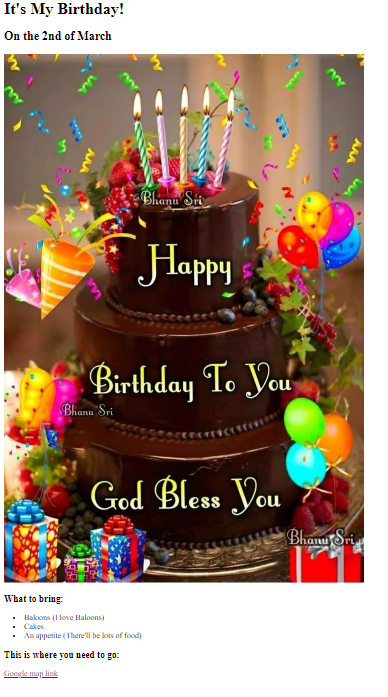 It's My Birthday!
On the 2nd of March
Bhanu Sri
Happy
Birthday To You
Bhanu Sri
God Bless You
Bhanu Sri
What to bring:
Baloons (I love Baloons)
Cakes
An appetite (There'll be lots of food)
This is where you need to go:
Google map link